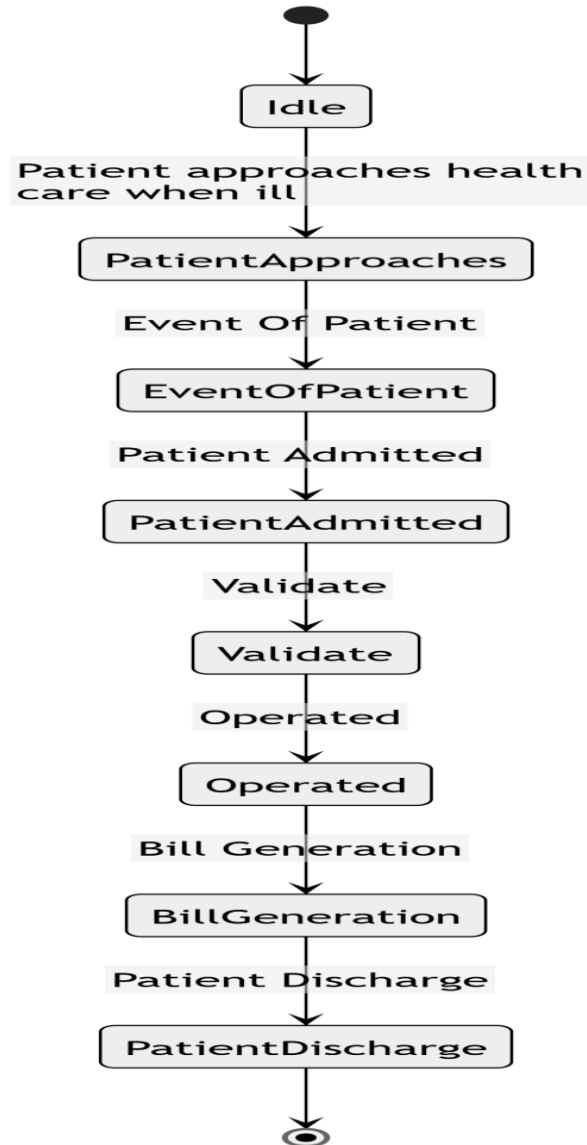 Idle
Patient approaches health
care when ill
PatientApproaches
Event Of Patient
EventOfPatient
Patient Admitted
PatientAdmitted
Validate
Validate
Operated
Operated
Bill Generation
BillGeneration
Patient Discharge
PatientDischarge